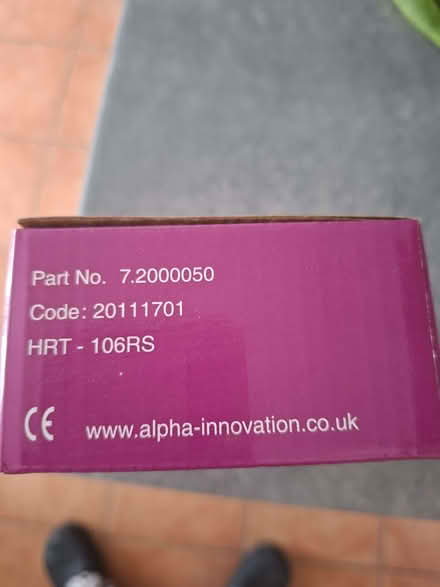 Part No. 7.2000050
Code: 20111701
HRT - 106RS
CE www.alpha-innovation.co.uk